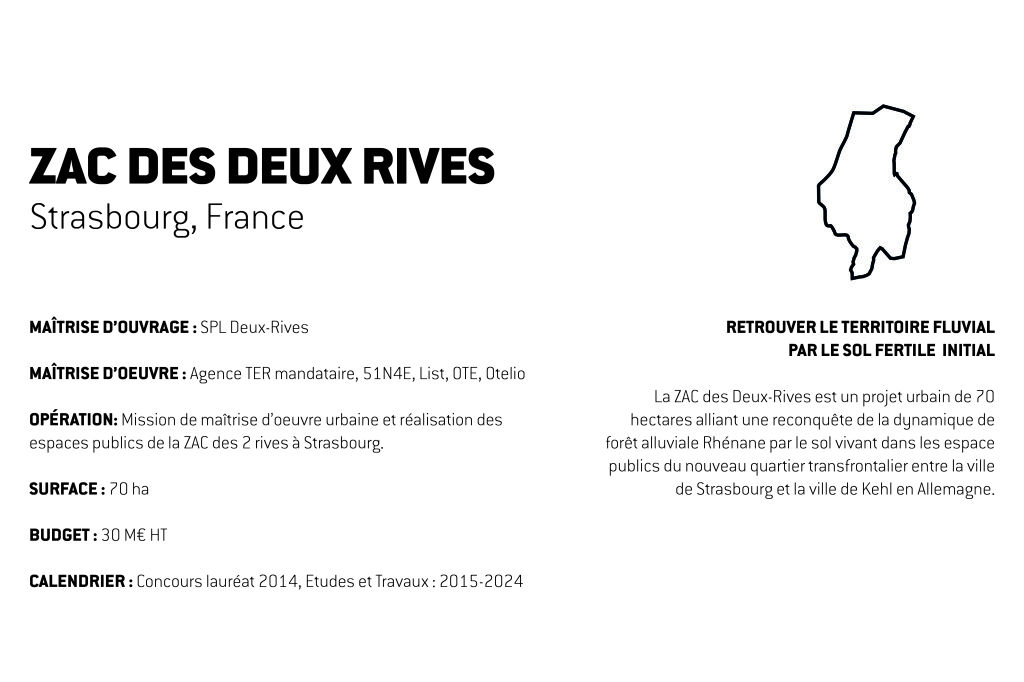 ZAC DES DEUX RIVES
Strasbourg, France
MAÎTRISE D'OUVRAGE : SPL Deux-Rives
MAÎTRISE D'OEUVRE : Agence TER mandataire, 51N4E, List, OTE, Otelio
OPÉRATION: Mission de maîtrise d'oeuvre urbaine et réalisation des
espaces publics de la ZAC des 2 rives à Strasbourg.
SURFACE : 70 ha
BUDGET : 30 M€ HT
CALENDRIER : Concours lauréat 2014, Etudes et Travaux : 2015-2024
RETROUVER LE TERRITOIRE FLUVIAL
PAR LE SOL FERTILE INITIAL
La ZAC des Deux-Rives est un projet urbain de 70
hectares alliant une reconquête de la dynamique de
forêt alluviale Rhénane par le sol vivant dans les espace
publics du nouveau quartier transfrontalier entre la ville
de Strasbourg et la ville de Kehl en Allemagne.